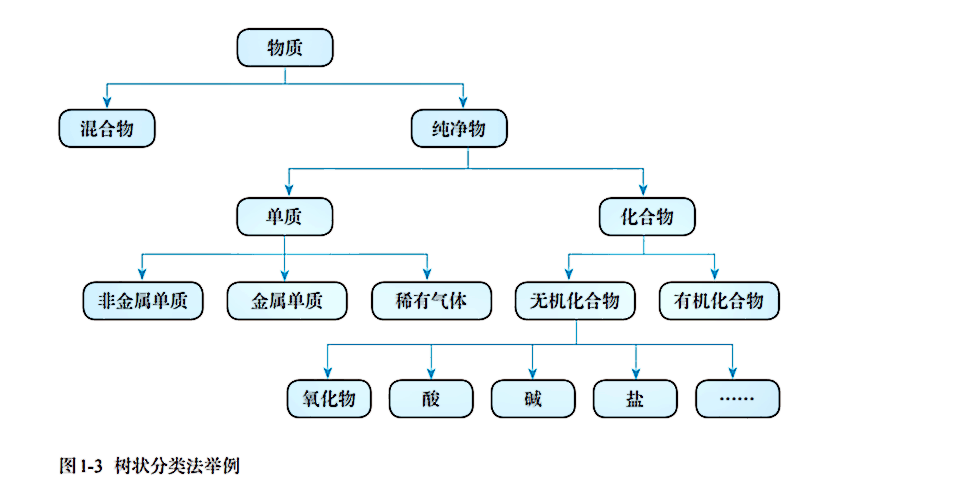 物质
混合物
纯净物
单质
化合物
非金属单质
金属单质
稀有气体
无机化合物
有机化合物
氧化物
酸
碱
盐
……
图1-3 树状分类法举例